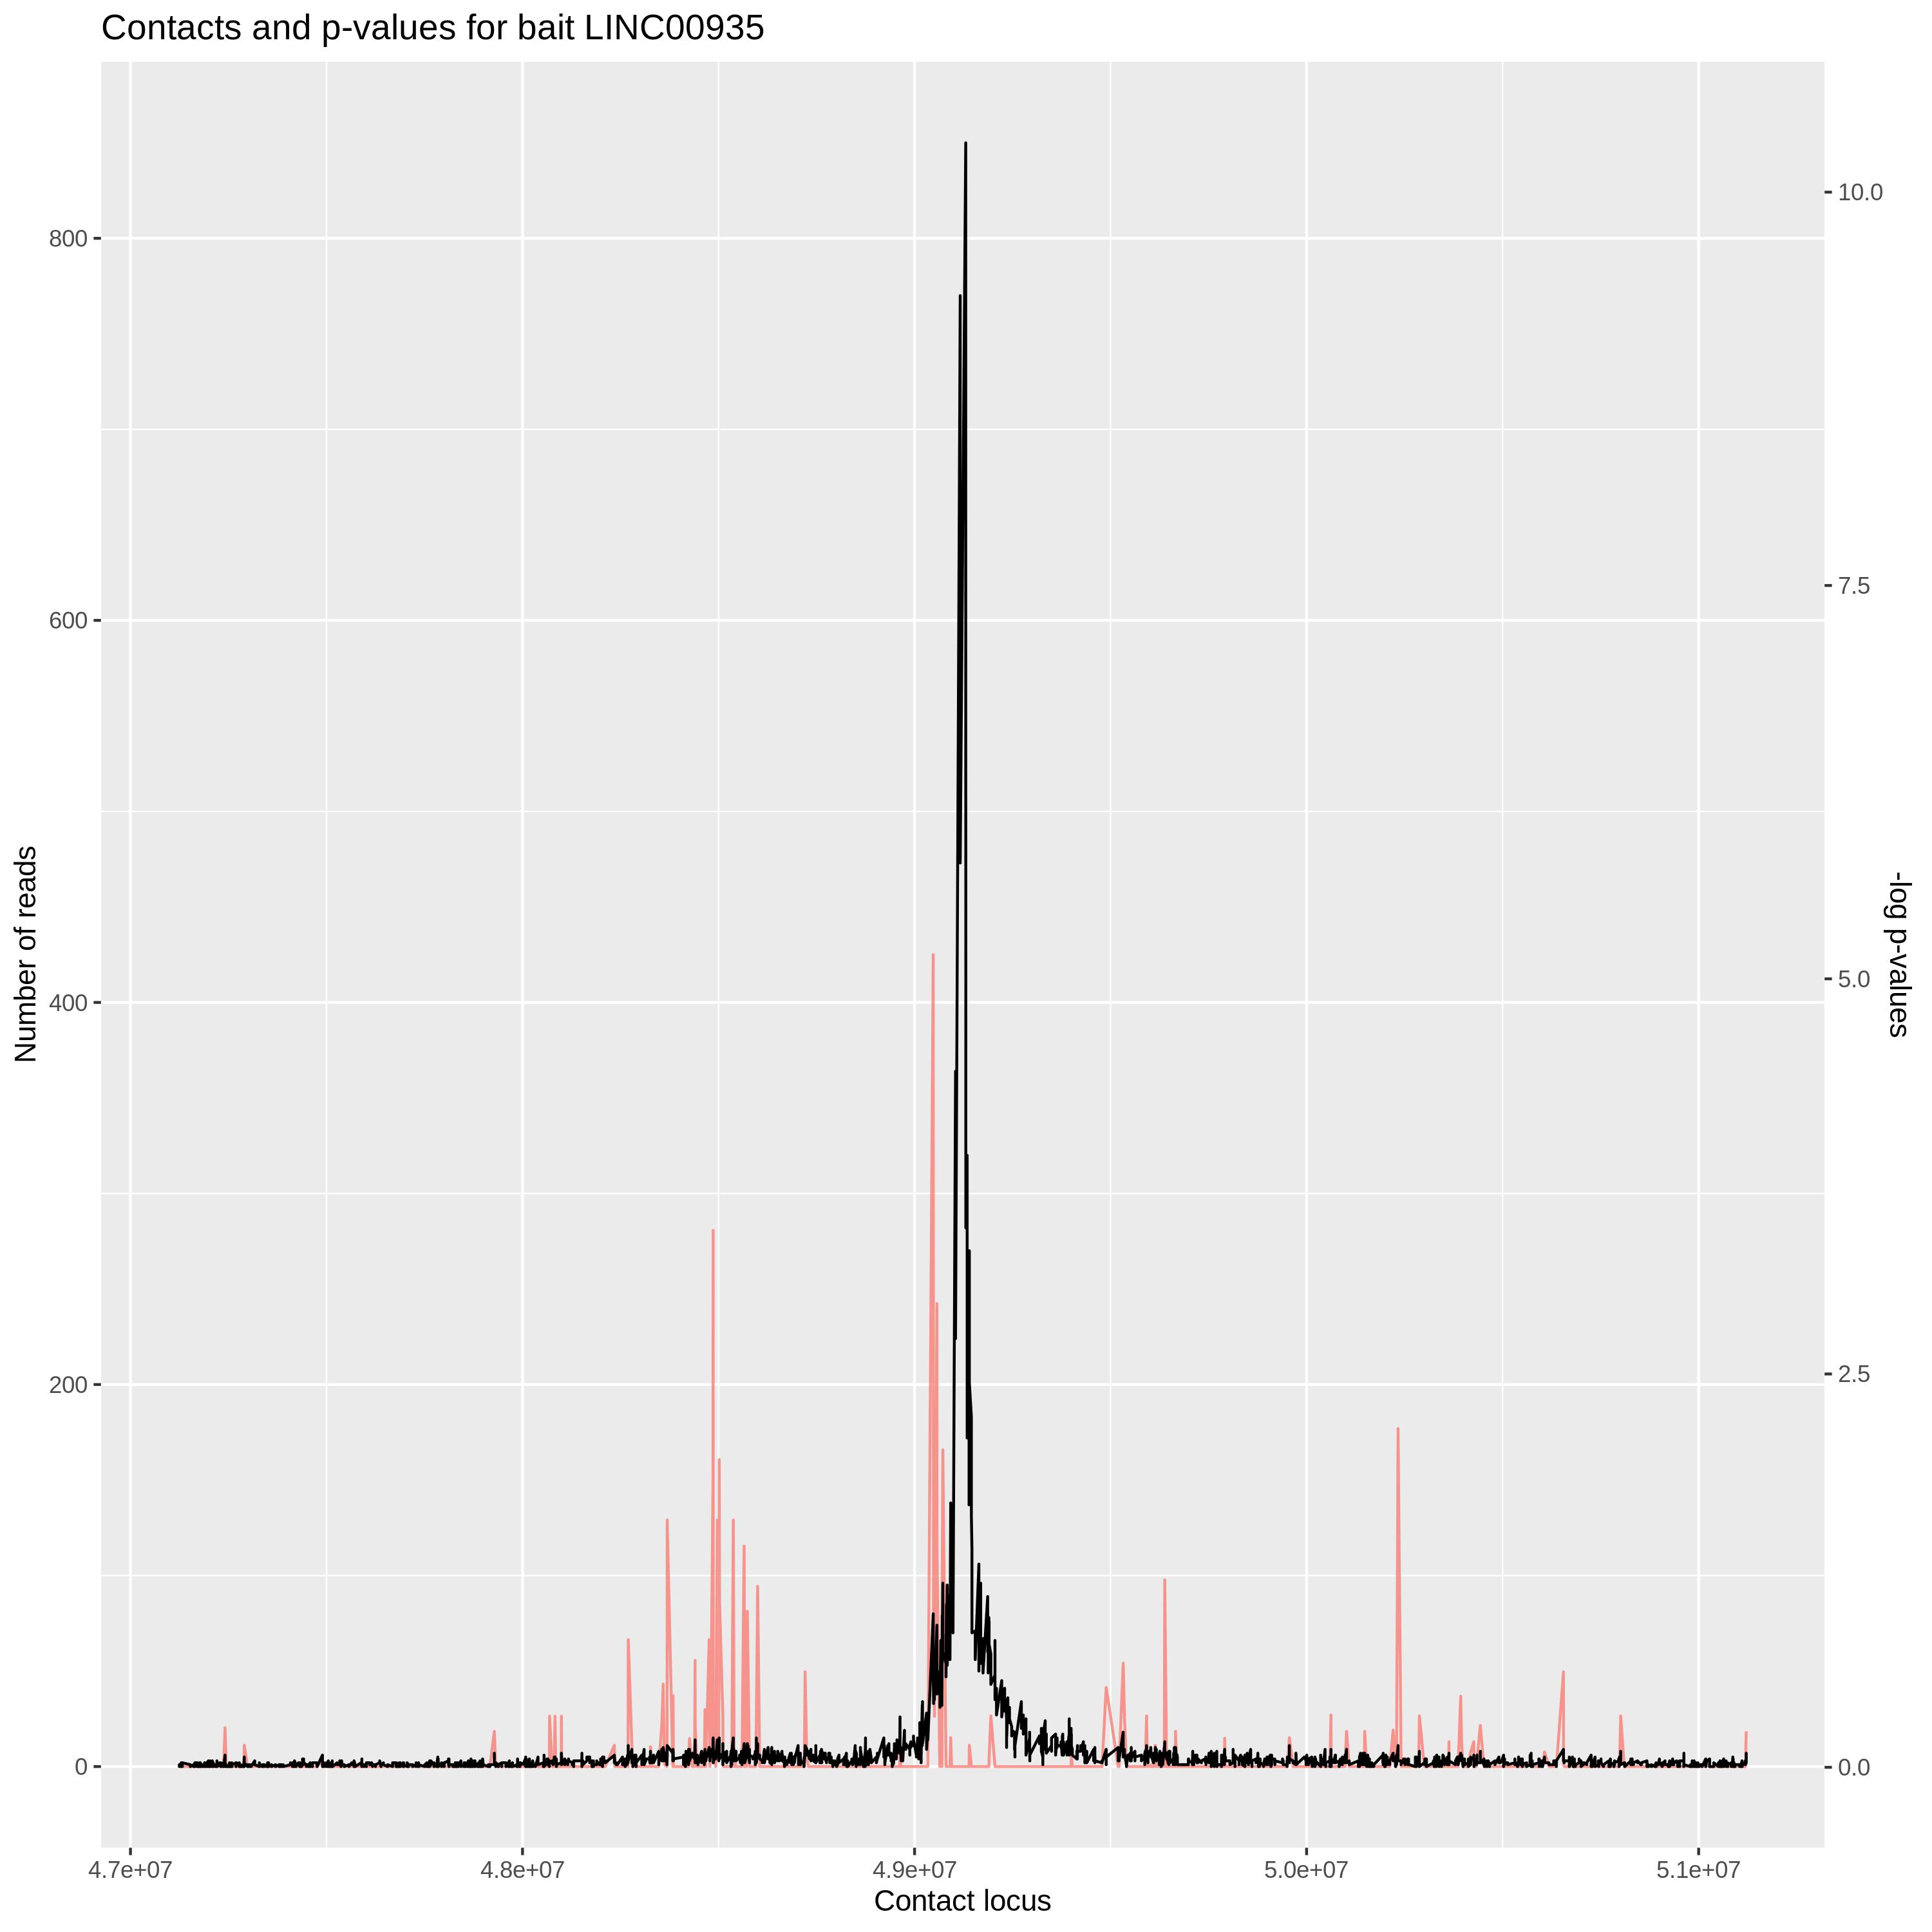 Contacts and p-values for bait LINC00935
800
600
400
200
0
Number of reads
10.0
7.5
5.0
2.5
0.0
-log p-values
4.7e+07
4.8e+07
4.9e+07
5.0e+07
5.1e+07
Contact locus